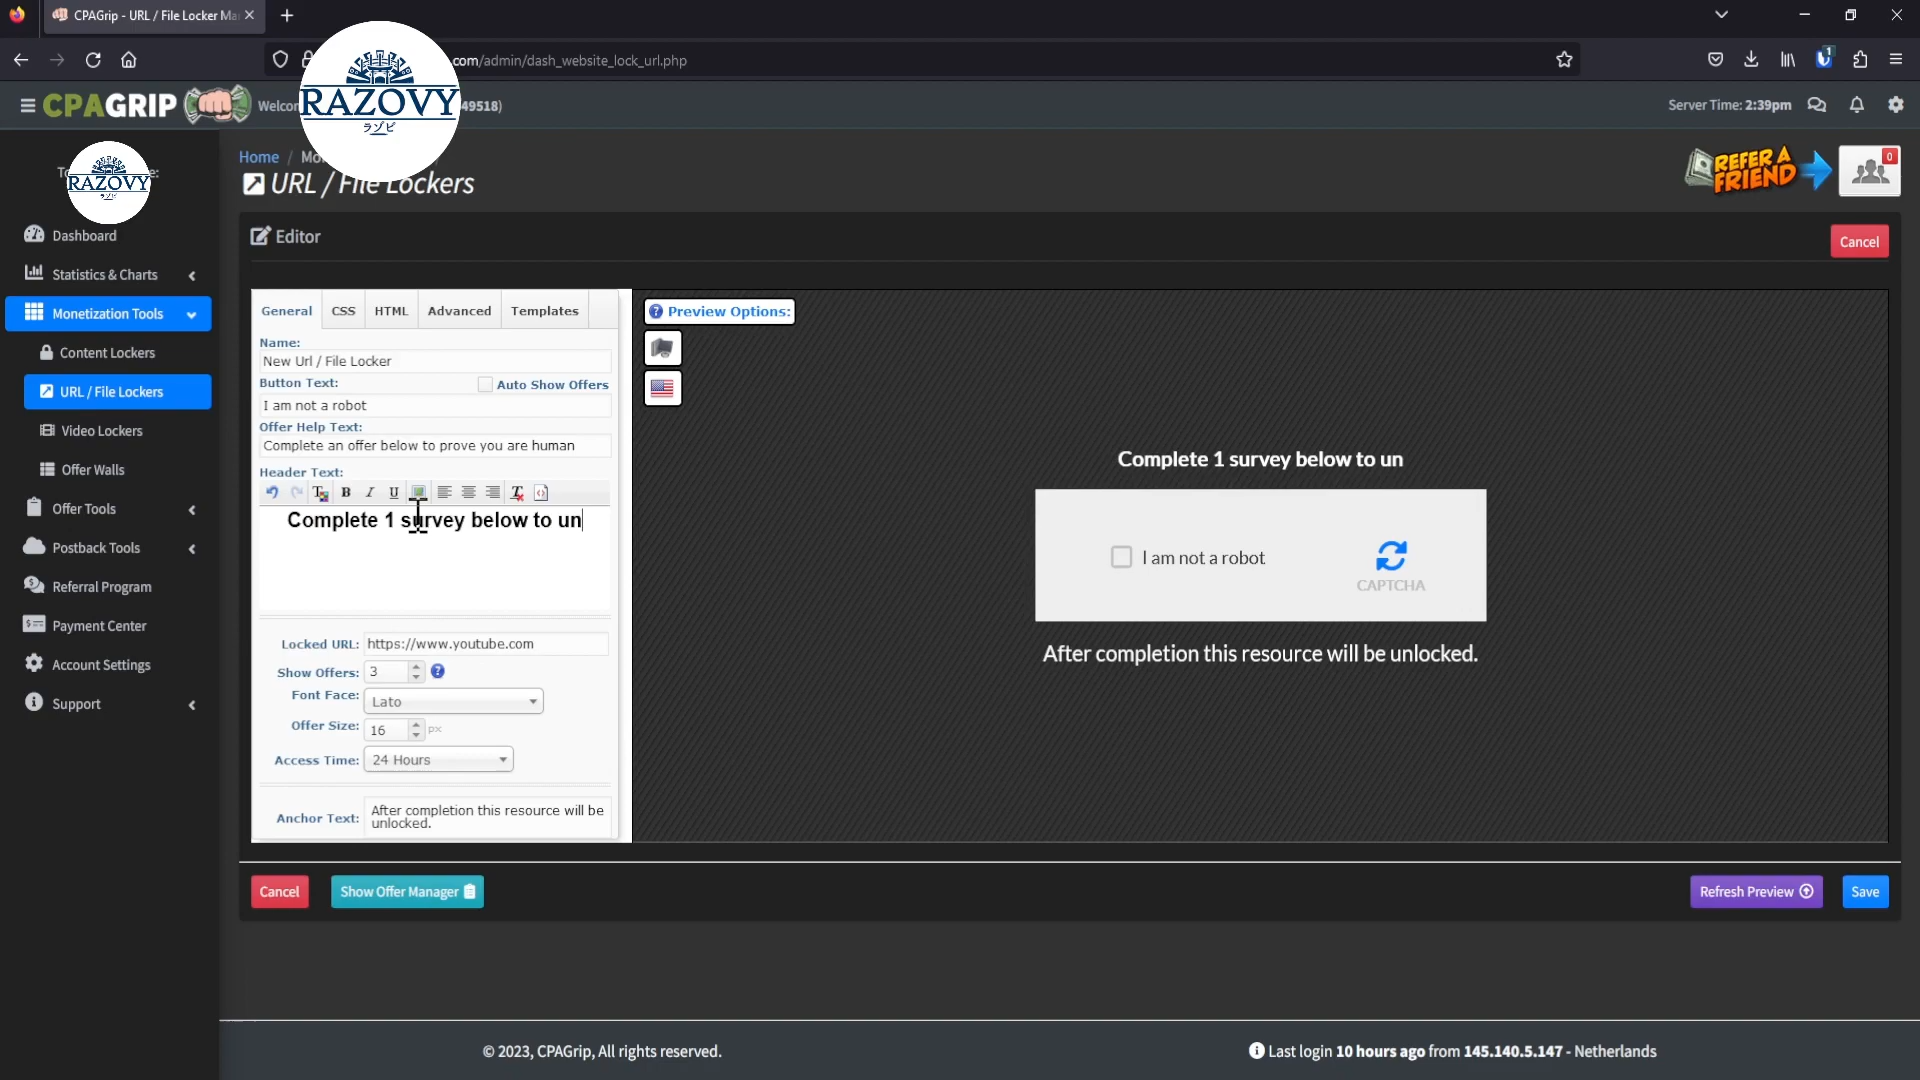 CPAGrip - URL / File Locker Ma
com/admin/dash_website_lock_url.php
1
CPAGRIP
49518)
Server Time: 2:39pm
RAZOVY
ラゾビ
RAZOVY
ラゾビ
Home /
URL / File Lockers
REFER A
FRIEND
0
Dashboard
Statistics & Charts
Monetization Tools
Content Lockers
URL / File Lockers
Video Lockers
Offer Walls
Offer Tools
Postback Tools
Referral Program
Payment Center
Account Settings
Support
Editor
Cancel
General
CSS
HTML
Advanced
Templates
Name:
New Url / File Locker
Button Text:
Auto Show Offers
I am not a robot
Offer Help Text:
Complete an offer below to prove you are human
Header Text:
B I U
Complete 1 survey below to un
Locked URL: https://www.youtube.com
Show Offers: 3
Font Face: Lato
Offer Size: 16 px
Access Time: 24 Hours
Anchor Text: After completion this resource will be
unlocked.
Preview Options:
Complete 1 survey below to un
I am not a robot
CAPTCHA
After completion this resource will be unlocked.
Cancel
Show Offer Manager
Refresh Preview
Save
© 2023, CPAGrip, All rights reserved.
Last login 10 hours ago from 145.140.5.147 - Netherlands